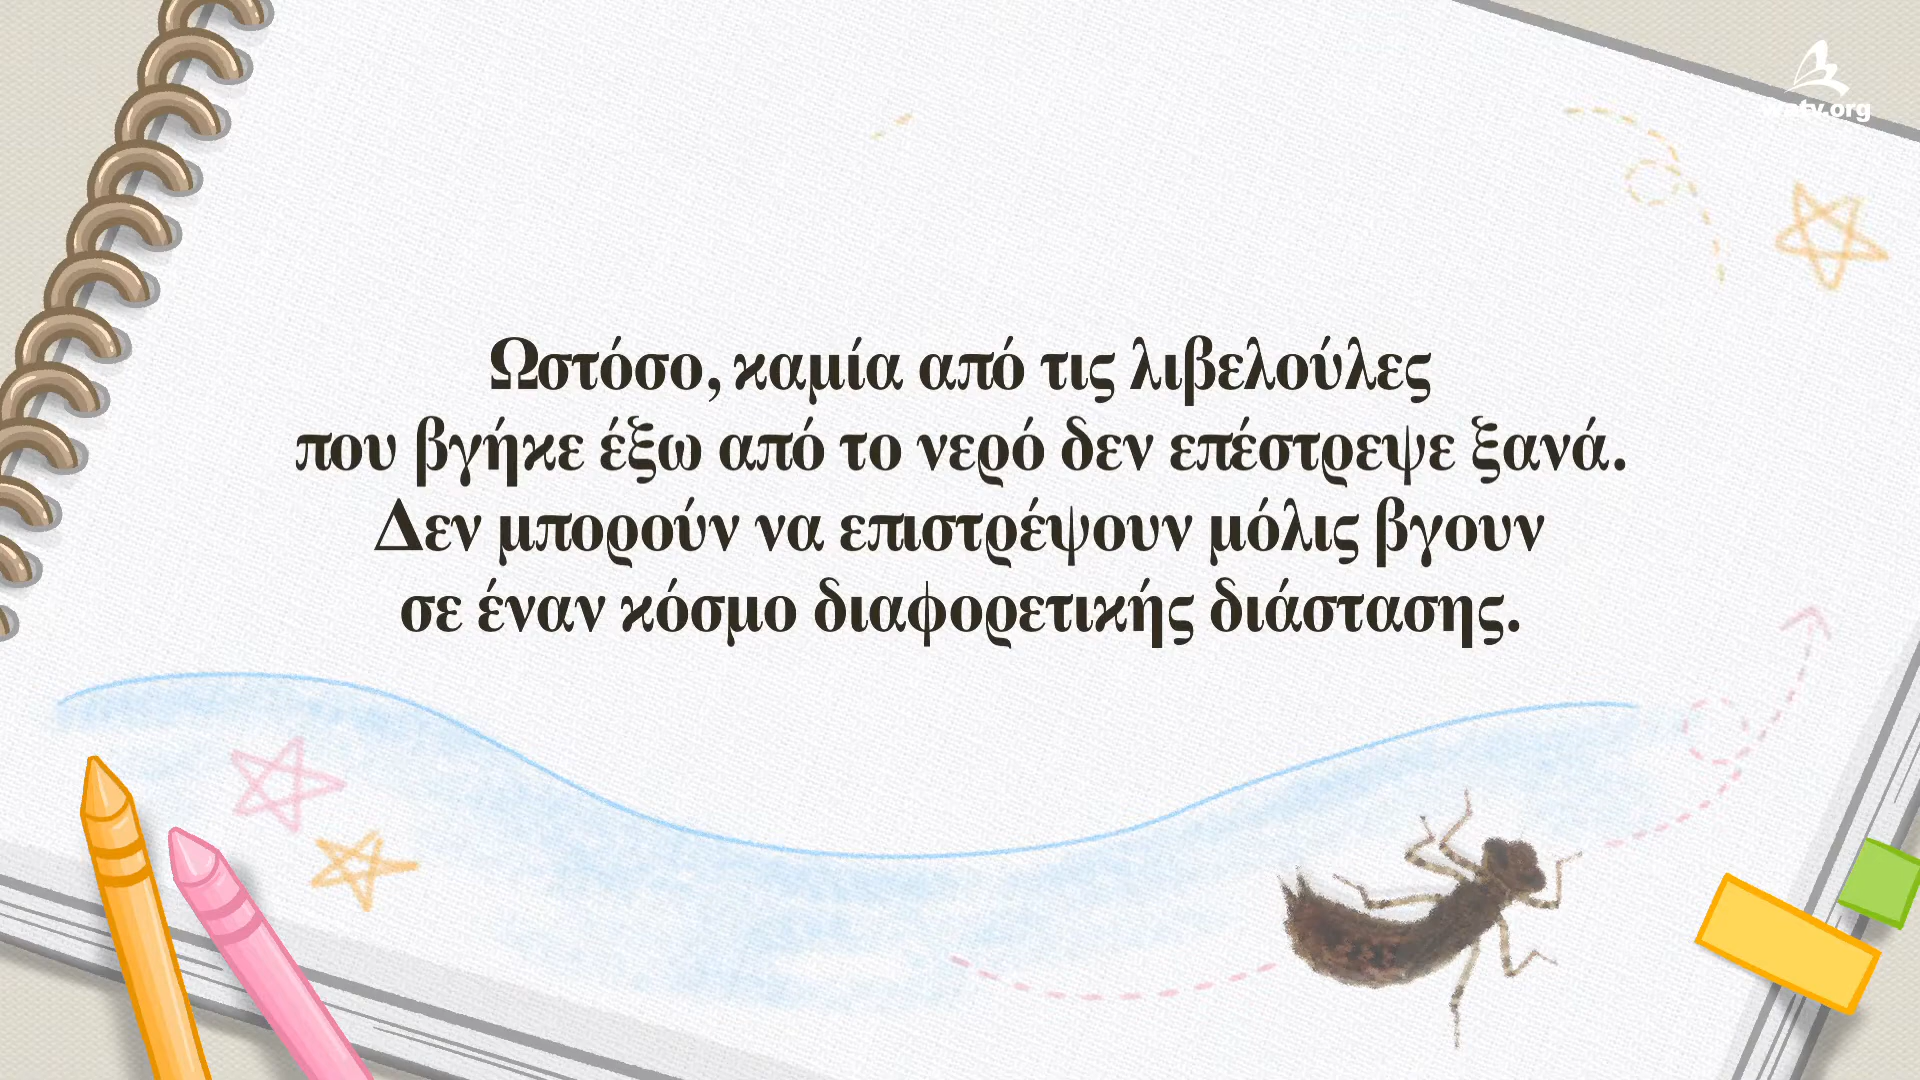 Ωστόσο, καμία από τις λιβελούλες
που βγήκε έξω από το νερό δεν επέστρεψε ξανά.
Δεν μπορούν να επιστρέψουν μόλις βγουν
σε έναν κόσμο διαφορετικής διάστασης.